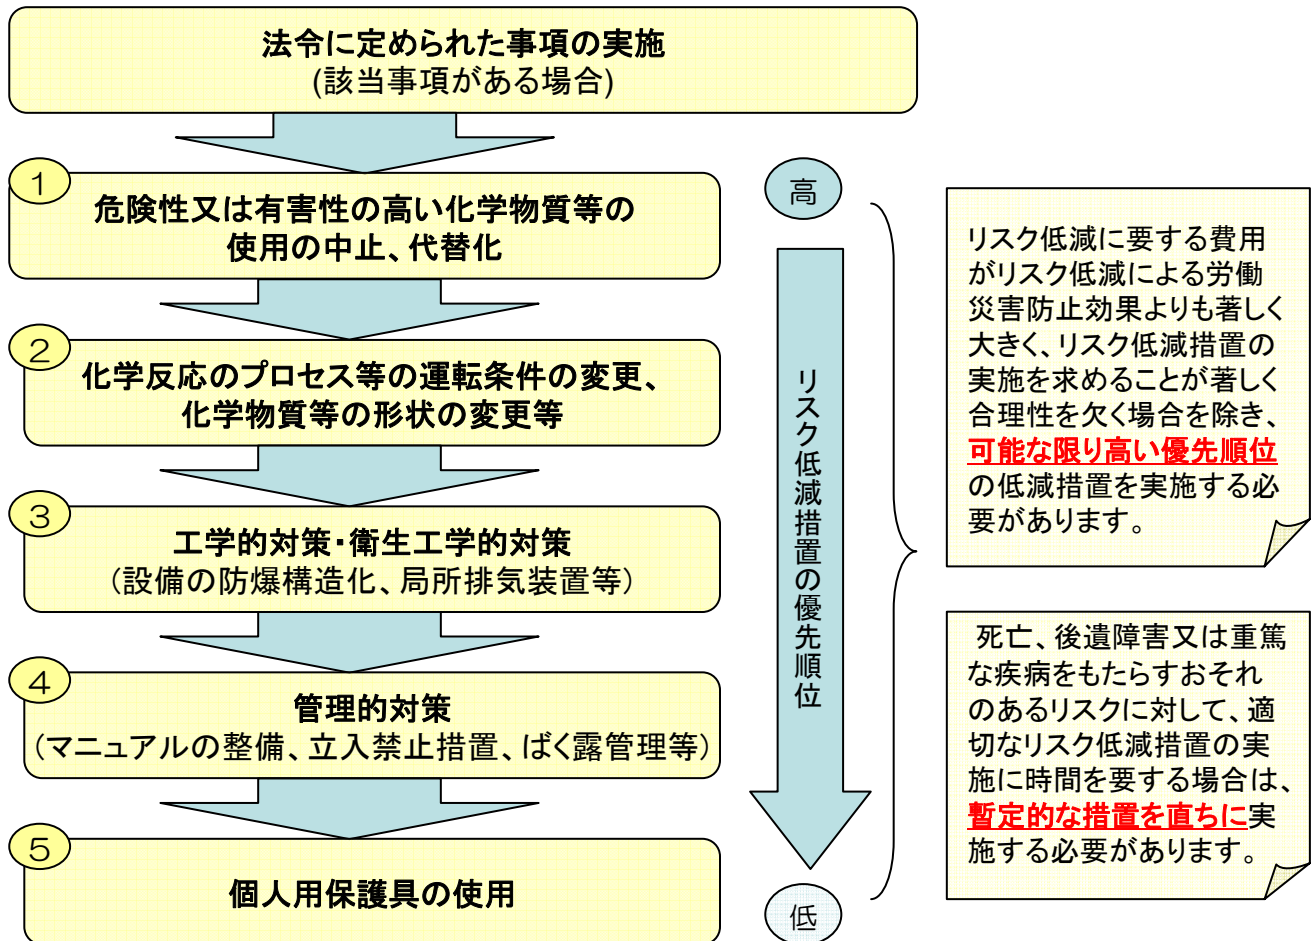 法令に定められた事項の実施
(該当事項がある場合)
1
危険性又は有害性の高い化学物質等の
使用の中止、代替化
2
化学反応のプロセス等の運転条件の変更、
化学物質等の形状の変更等
3
工学的対策・衛生工学的対策
(設備の防爆構造化、局所排気装置等)
4
管理的対策
(マニュアルの整備、立入禁止措置、ばく露管理等)
5
個人用保護具の使用
高
リスク低減措置の優先順位
低
リスク低減に要する費用
がリスク低減による労働
災害防止効果よりも著しく
大きく、リスク低減措置の
実施を求めることが著しく
合理性を欠く場合を除き、
可能な限り高い優先順位
の低減措置を実施する必
要があります。
死亡、後遺障害又は重篤
な疾病をもたらすおそれ
のあるリスクに対して、適
切なリスク低減措置の実
施に時間を要する場合は、
暫定的な措置を直ちに実
施する必要があります。